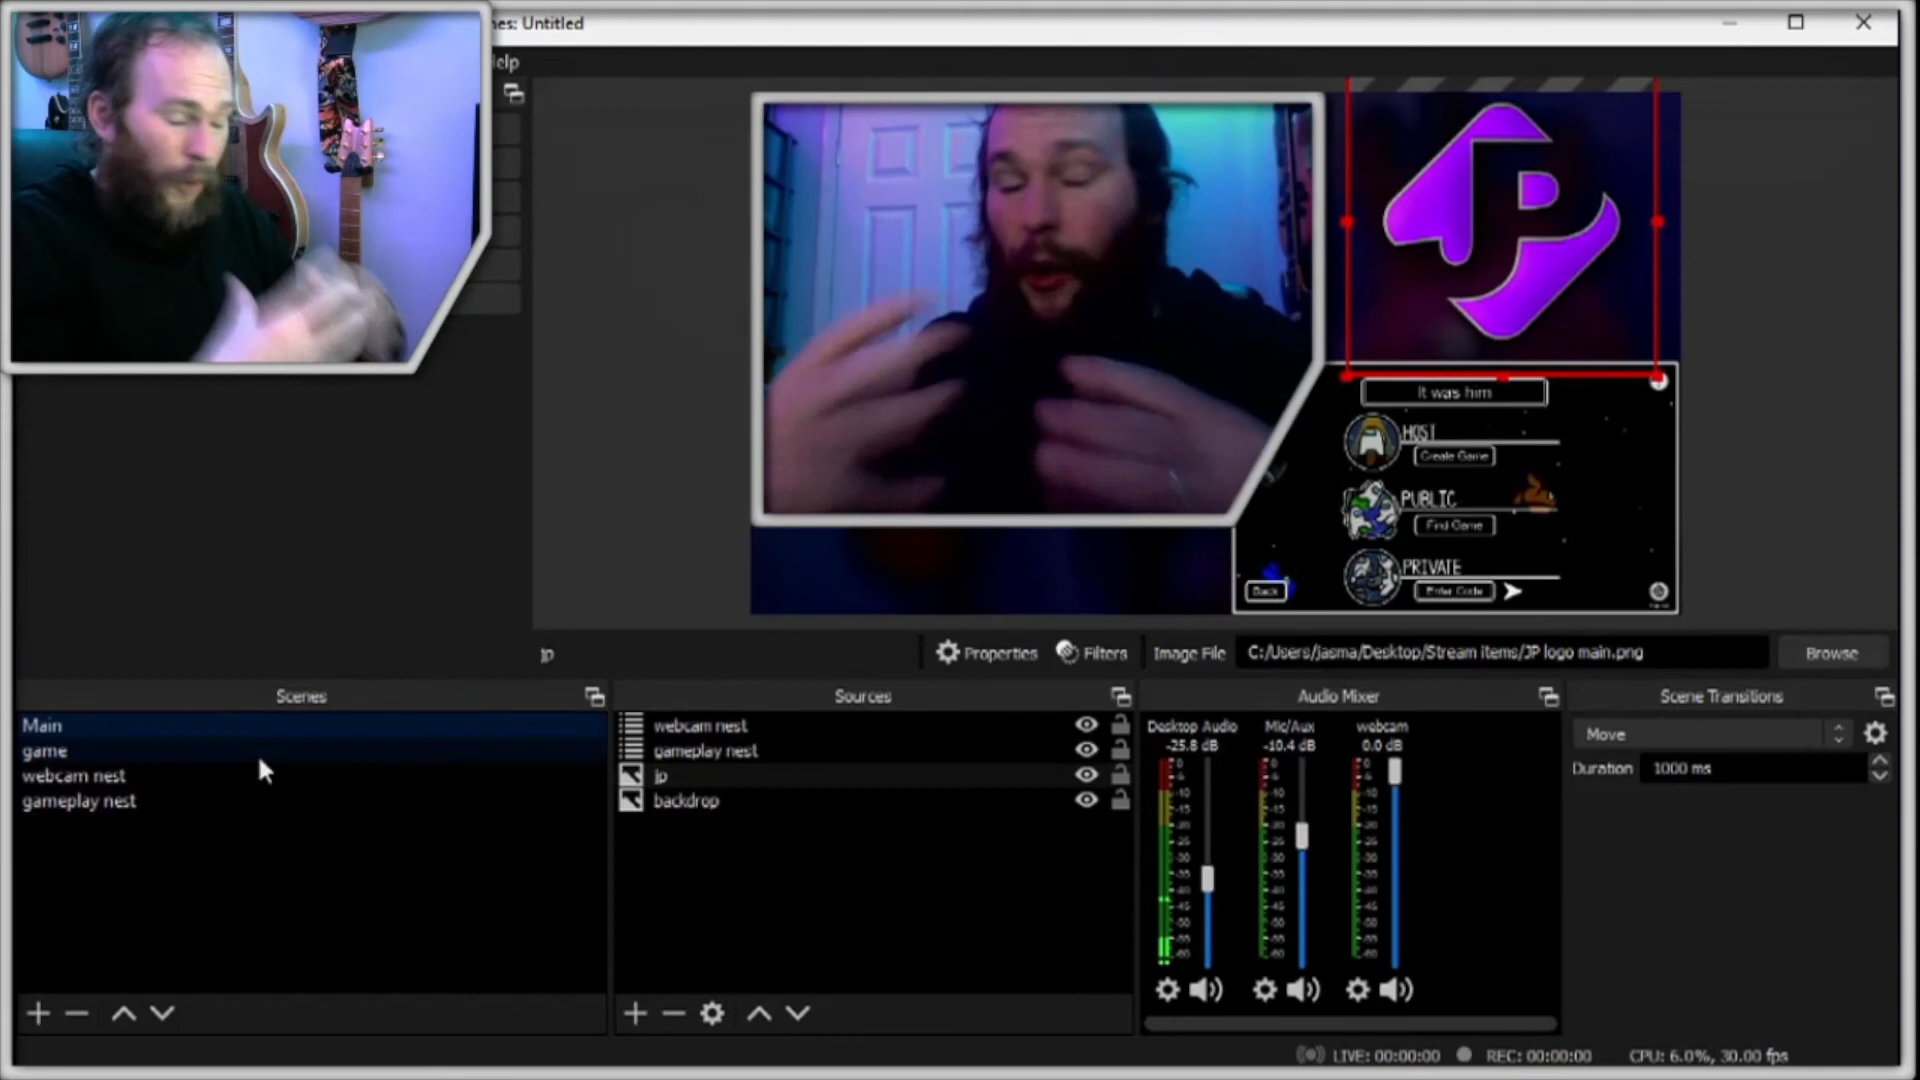 nes: Untitled
Help
It was him
HOST
Create Game
PUBLIC
Find Game
PRIVATE
Enter Code
Back
jp
Properties
Filters
Image File
C:/Users/jasma/Desktop/Stream items/JP logo main.png
Browse
Scenes
Main
game
webcam nest
gameplay nest
Sources
webcam nest
gameplay nest
jp
backdrop
Audio Mixer
Desktop Audio
-25.8 dB
Mic/Aux
-10.4 dB
webcam
0.0 dB
Scene Transitions
Move
Duration
1000 ms
LIVE: 00:00:00
REC: 00:00:00
CPU: 6.0%, 30.00 fps